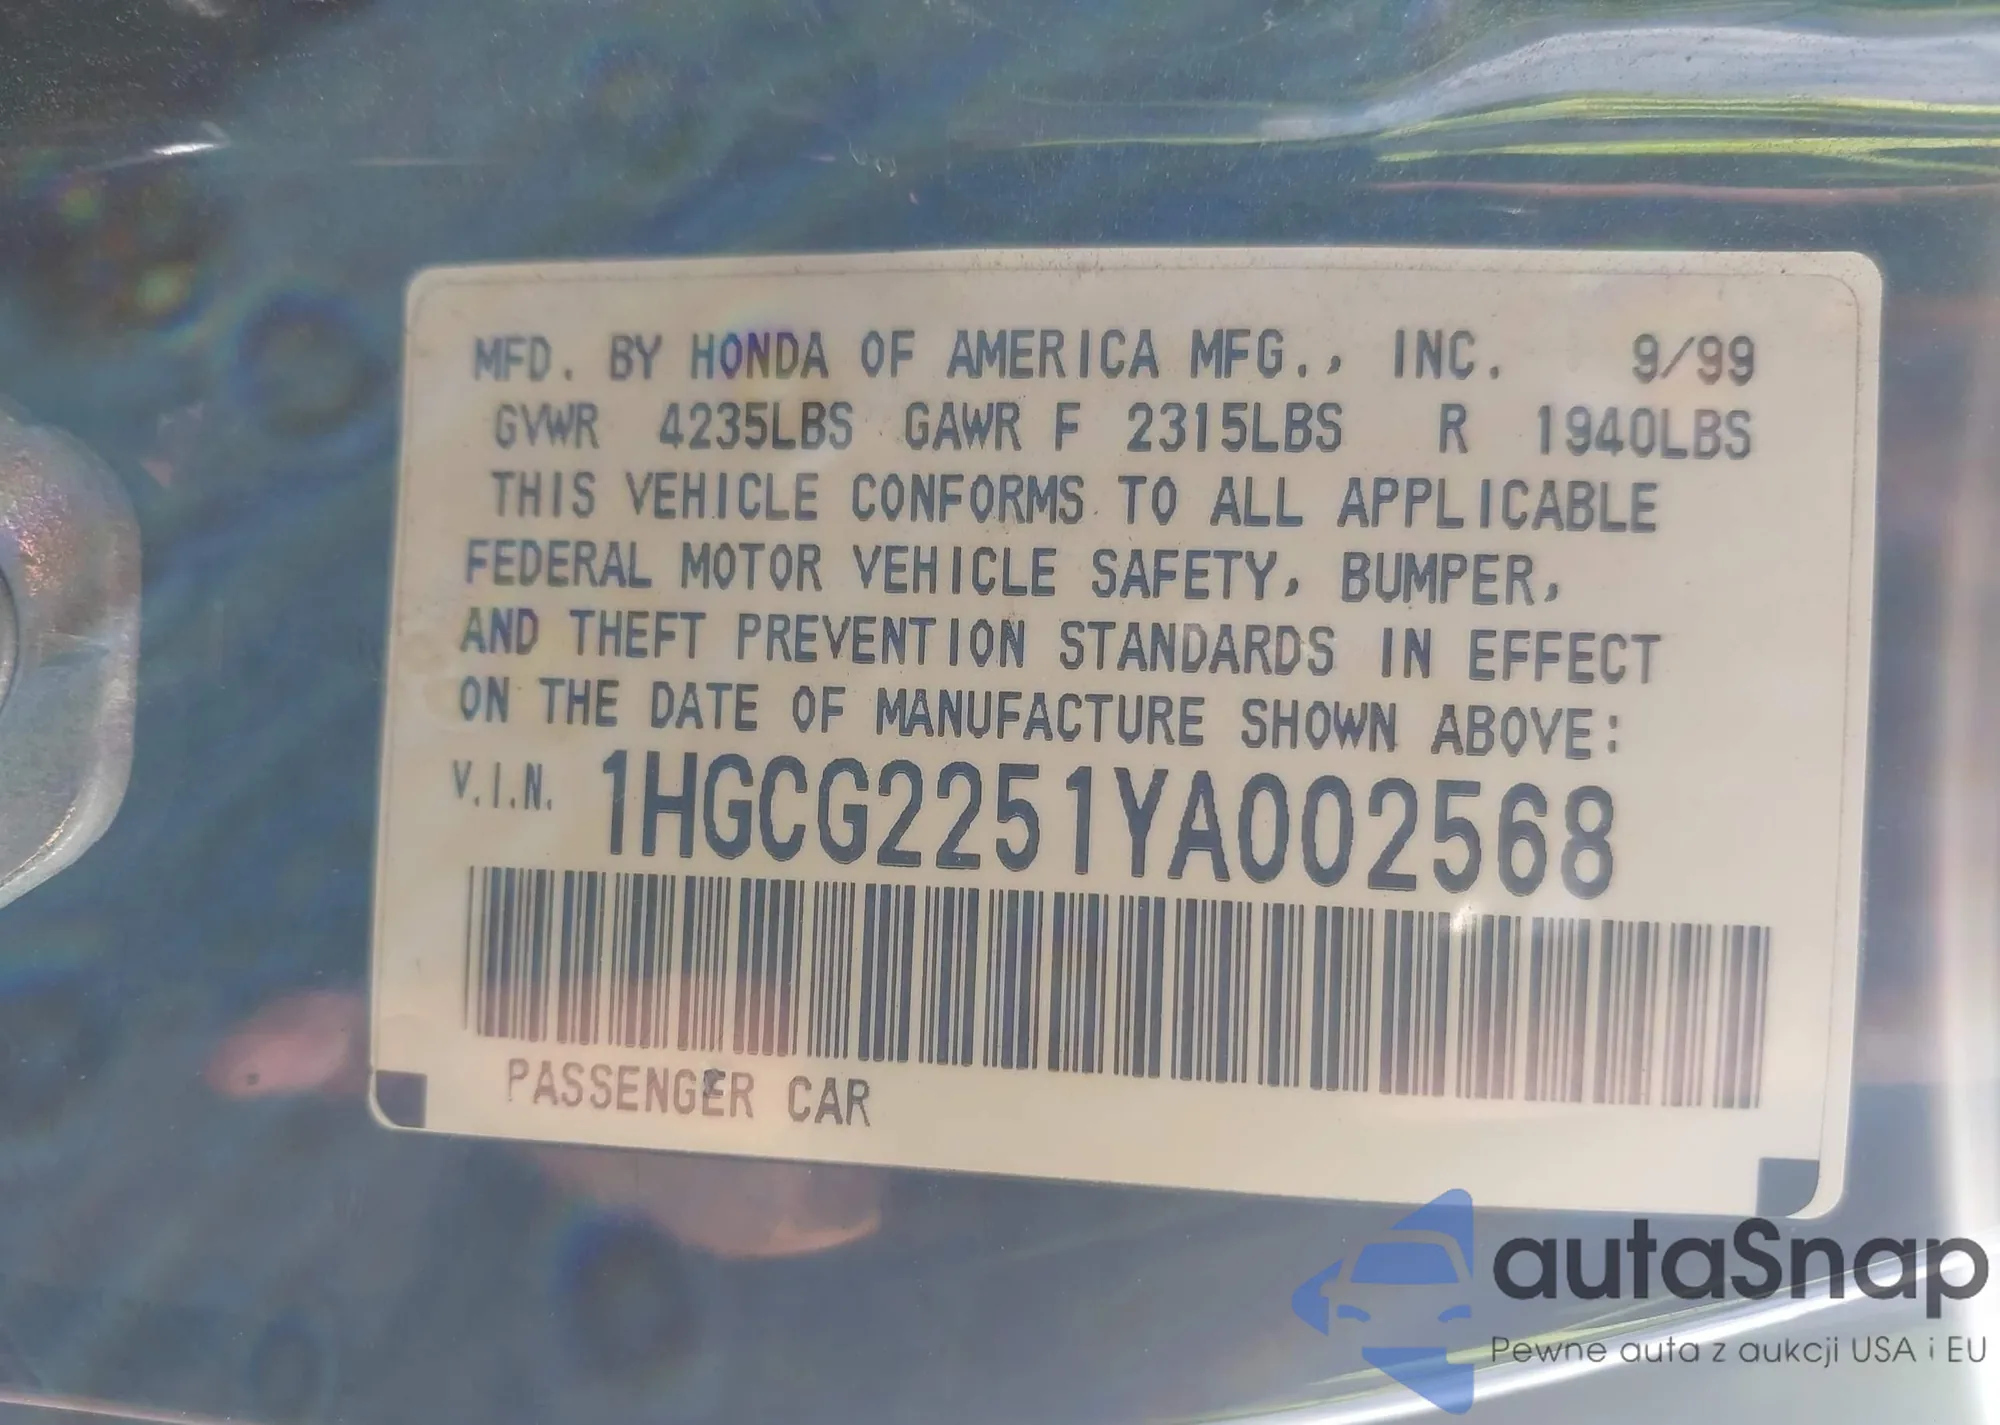 MFD. BY HONDA OF AMERICA MFG., INC. 9/99
GVWR 4235LBS GAWR F 2315LBS R 1940LBS
THIS VEHICLE CONFORMS TO ALL APPLICABLE
FEDERAL MOTOR VEHICLE SAFETY, BUMPER,
AND THEFT PREVENTION STANDARDS IN EFFECT
ON THE DATE OF MANUFACTURE SHOWN ABOVE:
V.I.N. 1HGCG2251YA002568
PASSENGER CAR
autaSnap
Pewne auta z aukcji USA i EU